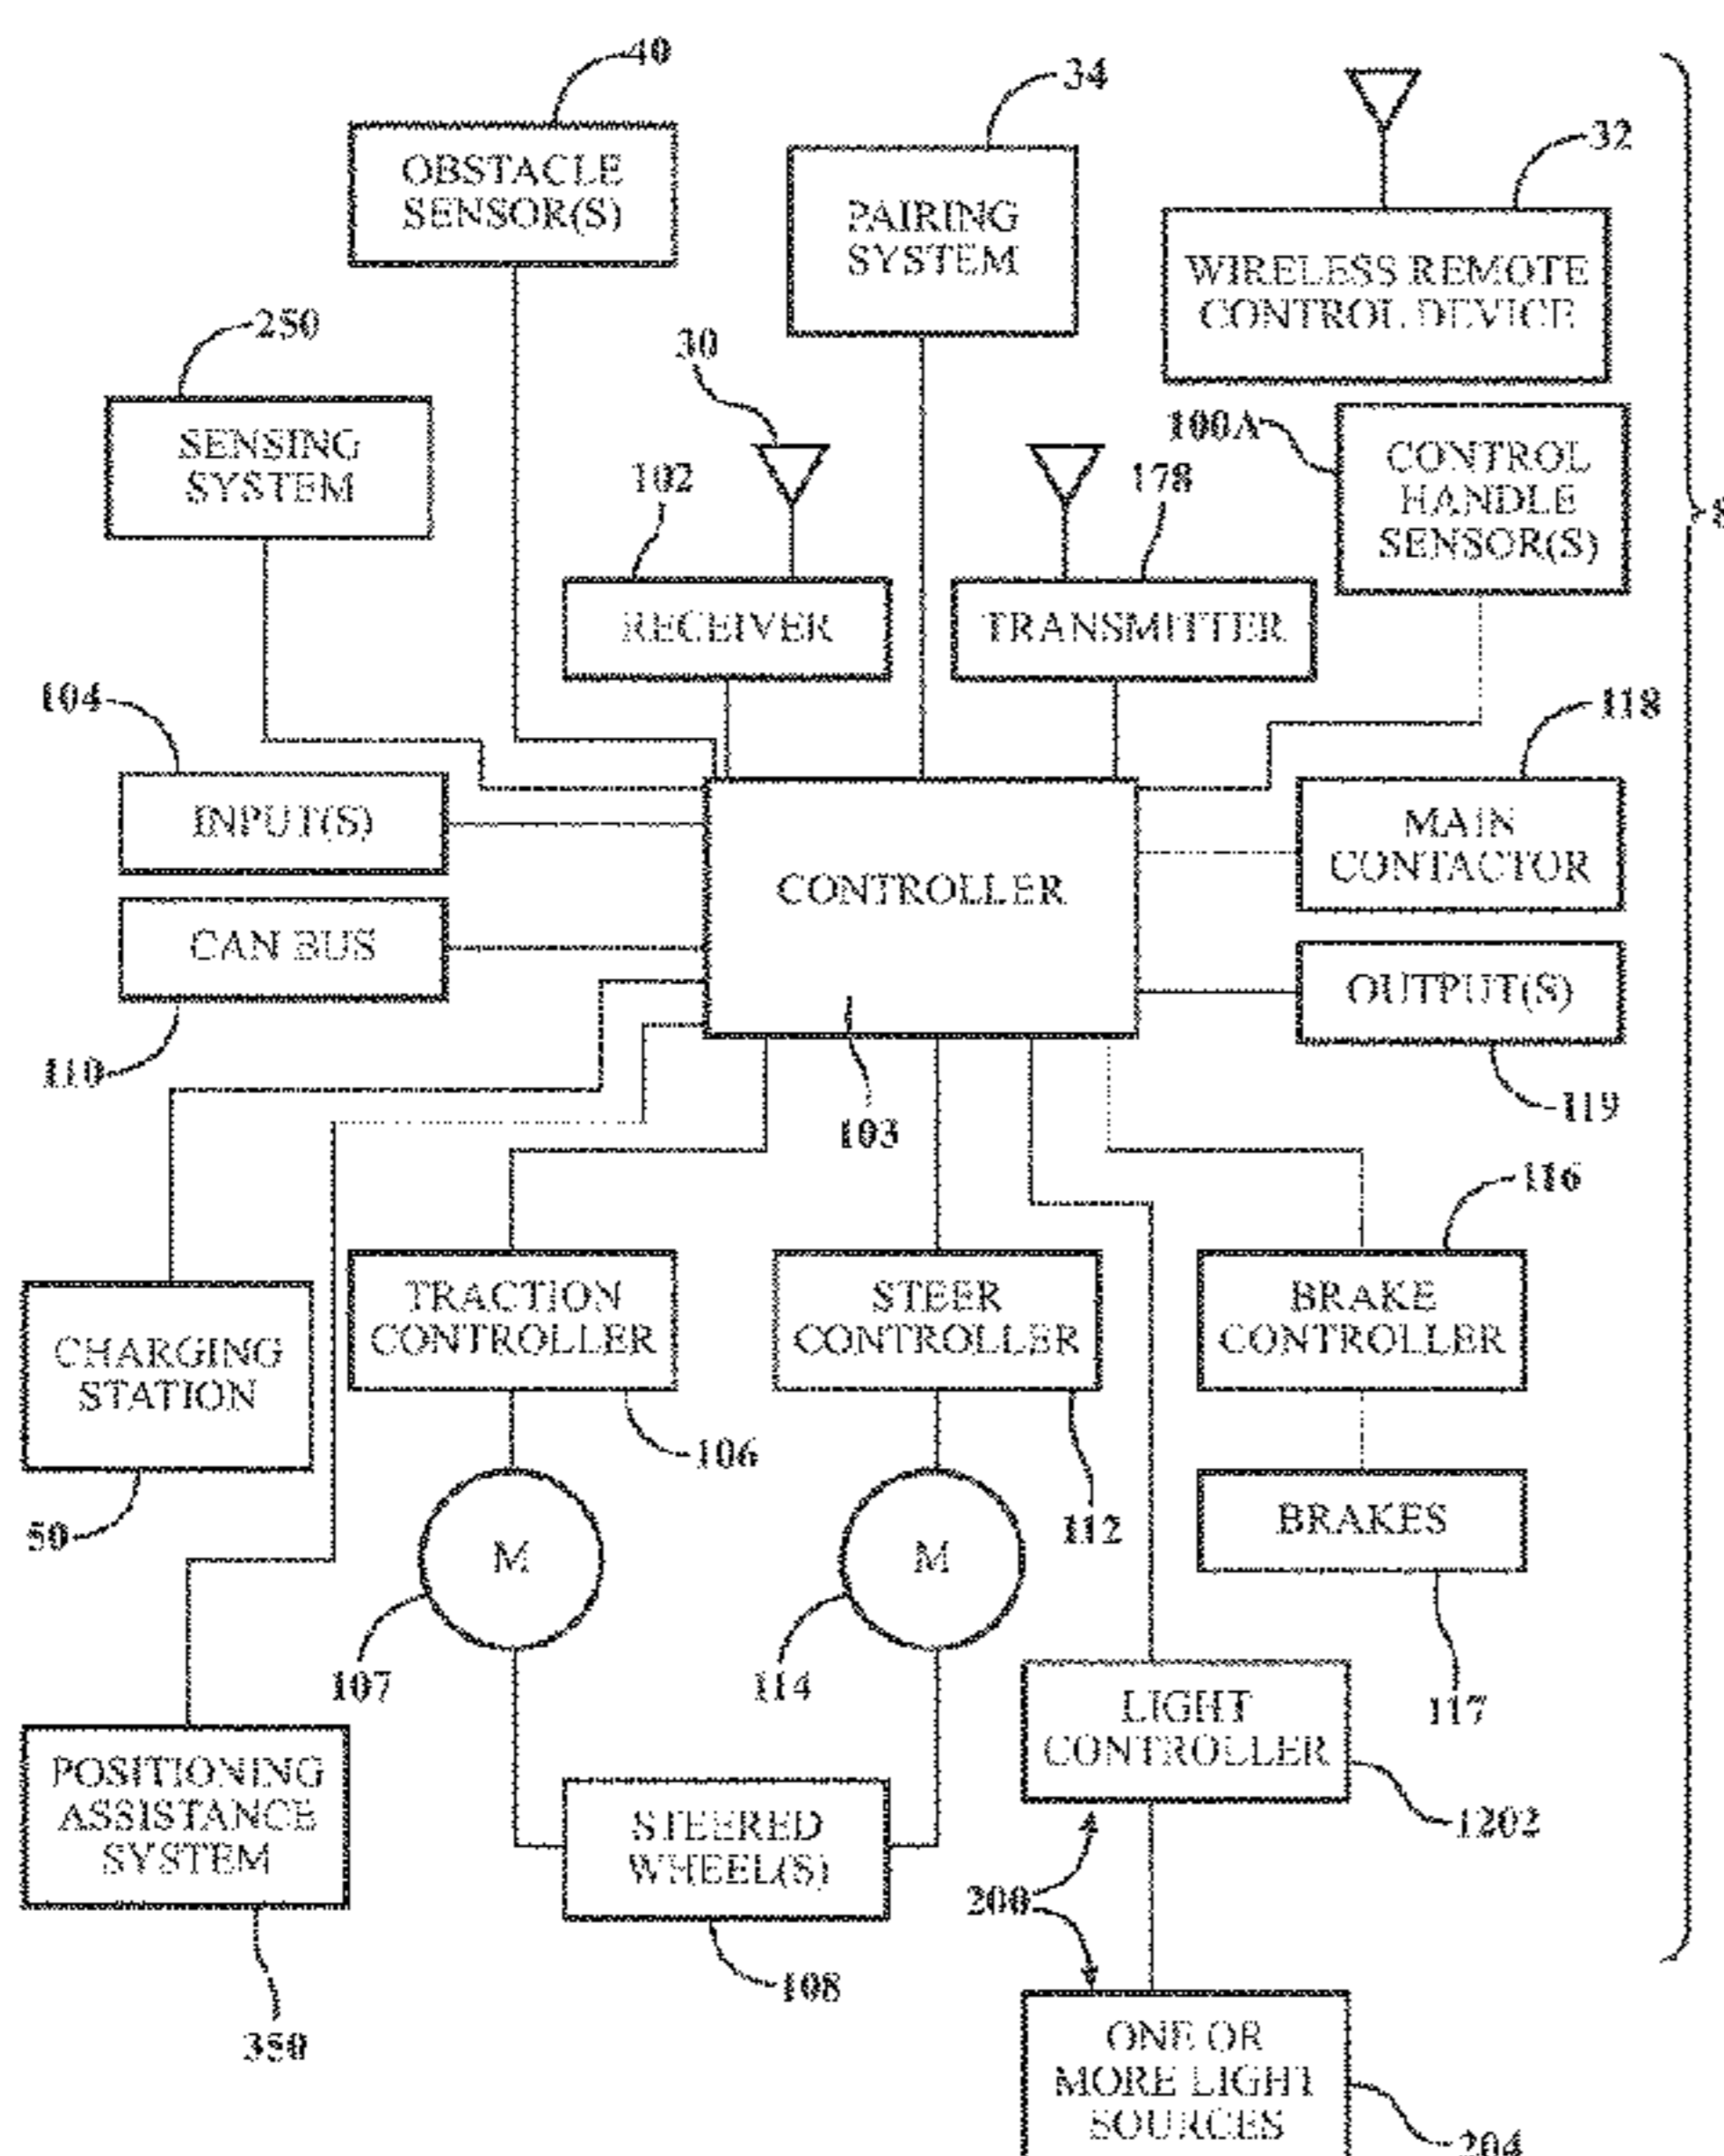 40
34
32
OBSTACLE
SENSOR(S)
PAIRING
SYSTEM
WIRELESS REMOTE
CONTROL DEVICE
250
30
SENSING
SYSTEM
102
178
100A
CONTROL
HANDLE
SENSOR(S)
RECEIVER
TRANSMITTER
104
118
INPUT(S)
MAIN
CONTACTOR
CONTROLLER
CAN BUS
OUTPUT(S)
110
103
119
116
CHARGING
STATION
TRACTION
CONTROLLER
STEER
CONTROLLER
BRAKE
CONTROLLER
106
112
50
M
M
BRAKES
107
114
117
POSITIONING
ASSISTANCE
SYSTEM
LIGHT
CONTROLLER
STEERED
WHEEL(S)
1202
200
108
350
ONE OR
MORE LIGHT
SOURCES
204